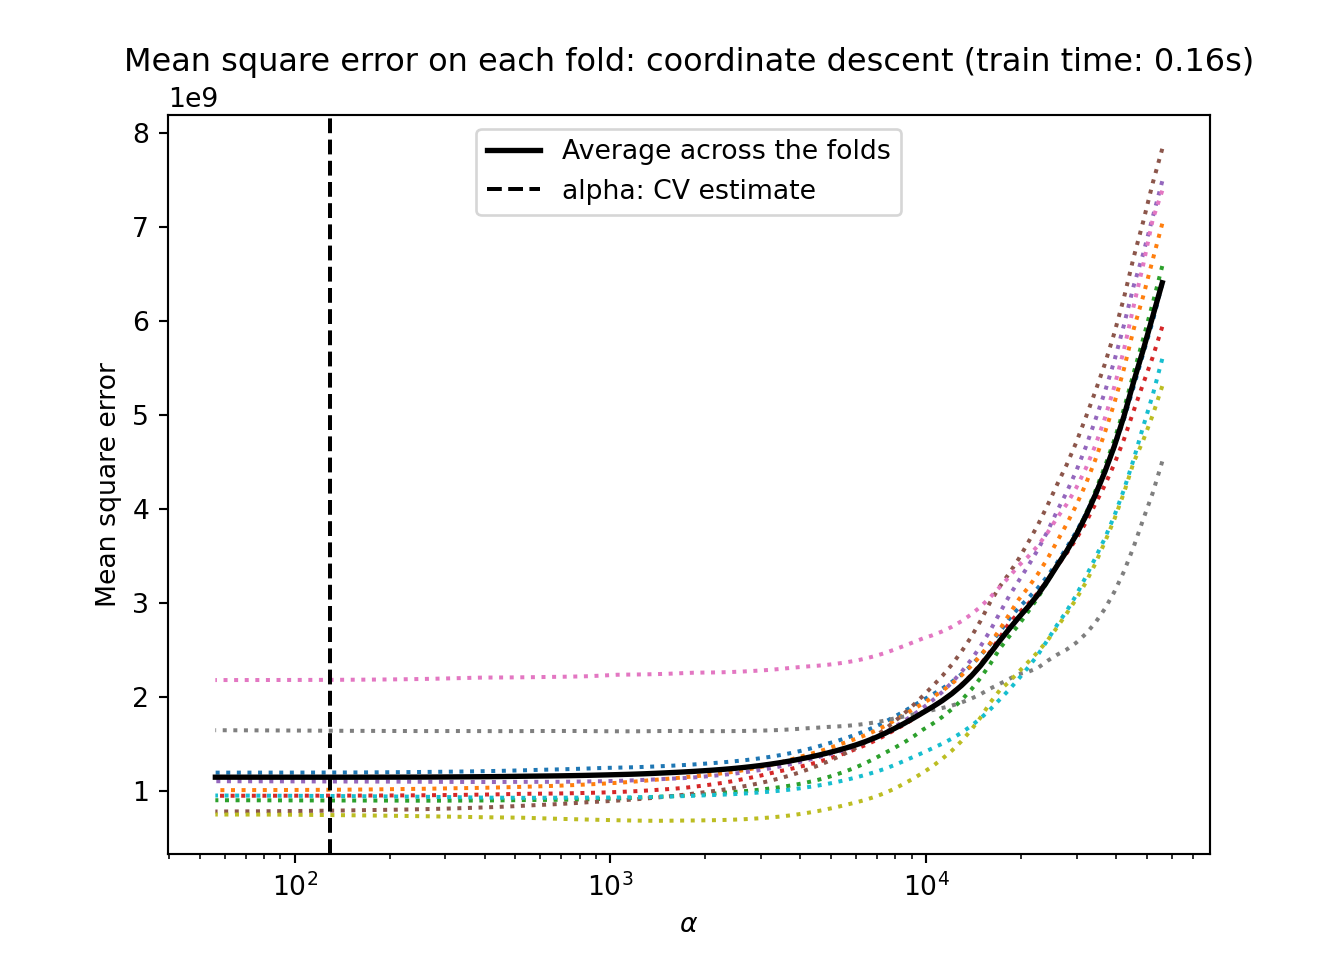 Mean square error on each fold: coordinate descent (train time: 0.16s)
1e9
8
7
6
5
4
3
2
1
Mean square error
Average across the folds
alpha: CV estimate
10²
10³
10⁴
α